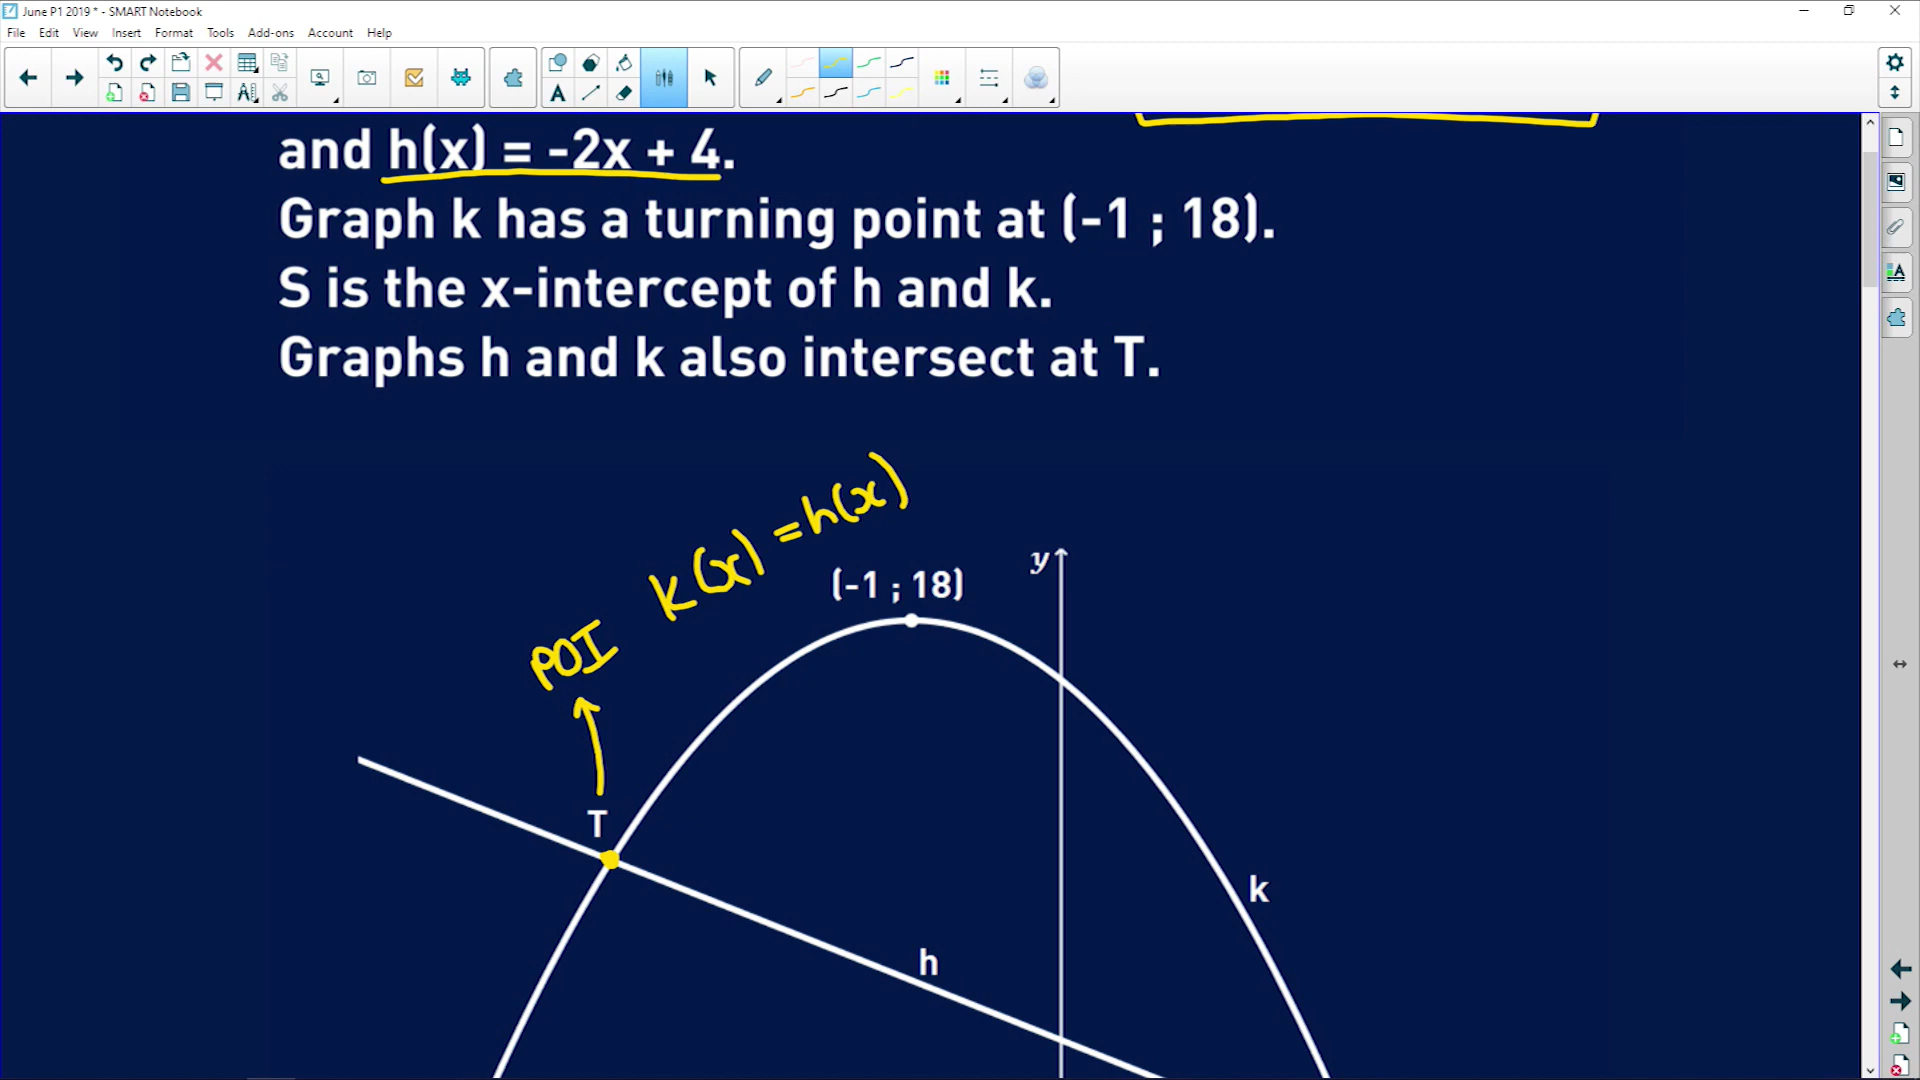 June P1 2019 * - SMART Notebook
File Edit View Insert Format Tools Add-ons Account Help
and h(x) = -2x + 4.
Graph k has a turning point at (-1 ; 18).
S is the x-intercept of h and k.
Graphs h and k also intersect at T.
k(x) = h(x)
(-1 ; 18)
y
POI
T
k
h